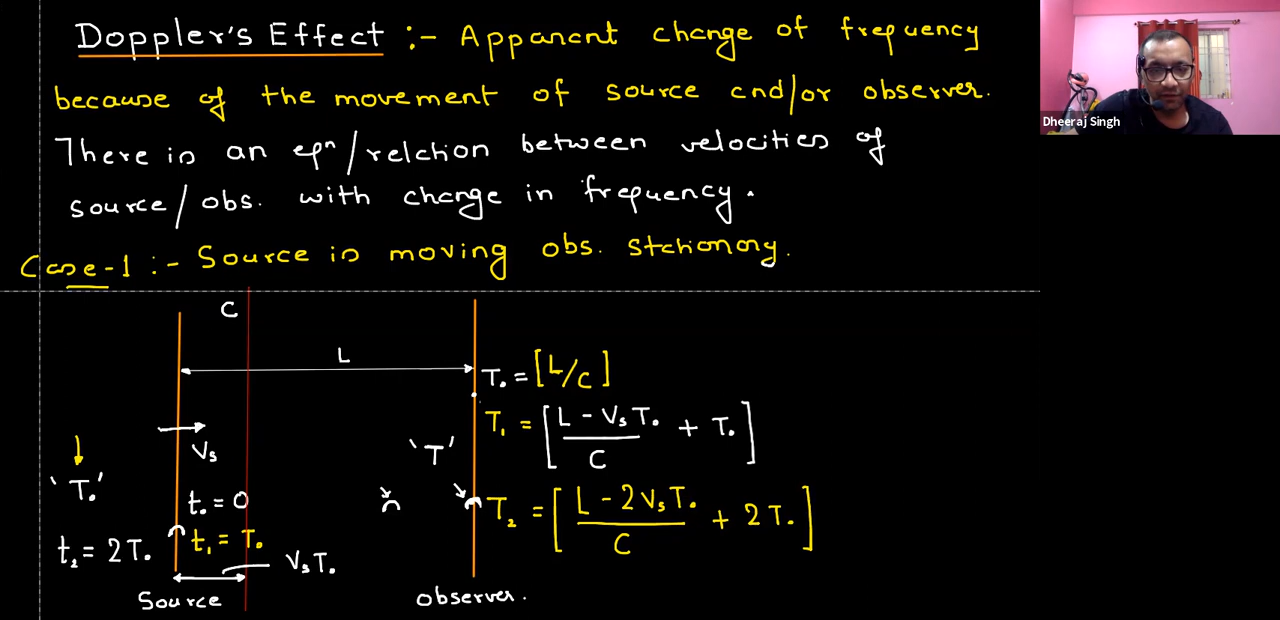 Doppler's Effect :- Apparant change of frequency
Dheeraj Singh
because of the movement of source and/or observer.
There is an eqⁿ/relation between velocities of
source/obs. with change in frequency.
Case-1 :- Source is moving obs. stationary.
C
L
T₀ = [L/C]
T₁ = [(L - VₛT₀)/C + T₀]
Vₛ
'T'
'T₀'
t₀ = 0
T₂ = [(L - 2VₛT₀)/C + 2T₀]
t₂ = 2T₀
t₁ = T₀
VₛT₀
Source
observer.